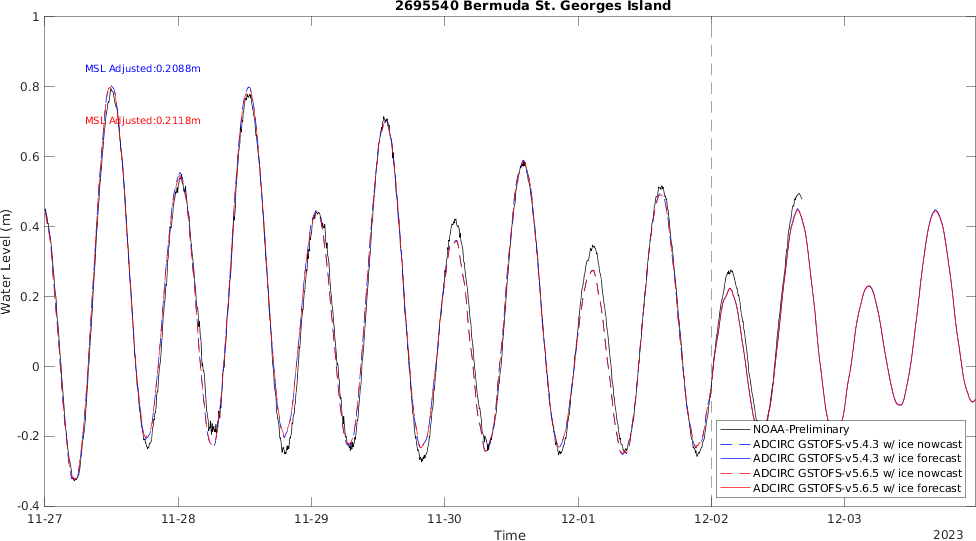 2695540 Bermuda St. Georges Island
1
MSL Adjusted:0.2088m
0.8
MSL Adjusted:0.2118m
0.6
0.4
0.2
0
-0.2
-0.4
Water Level (m)
NOAA-Preliminary
ADCIRC GSTOFS-v5.4.3 w/ ice nowcast
ADCIRC GSTOFS-v5.4.3 w/ ice forecast
ADCIRC GSTOFS-v5.6.5 w/ ice nowcast
ADCIRC GSTOFS-v5.6.5 w/ ice forecast
11-27 11-28 11-29 11-30 12-01 12-02 12-03
Time
2023